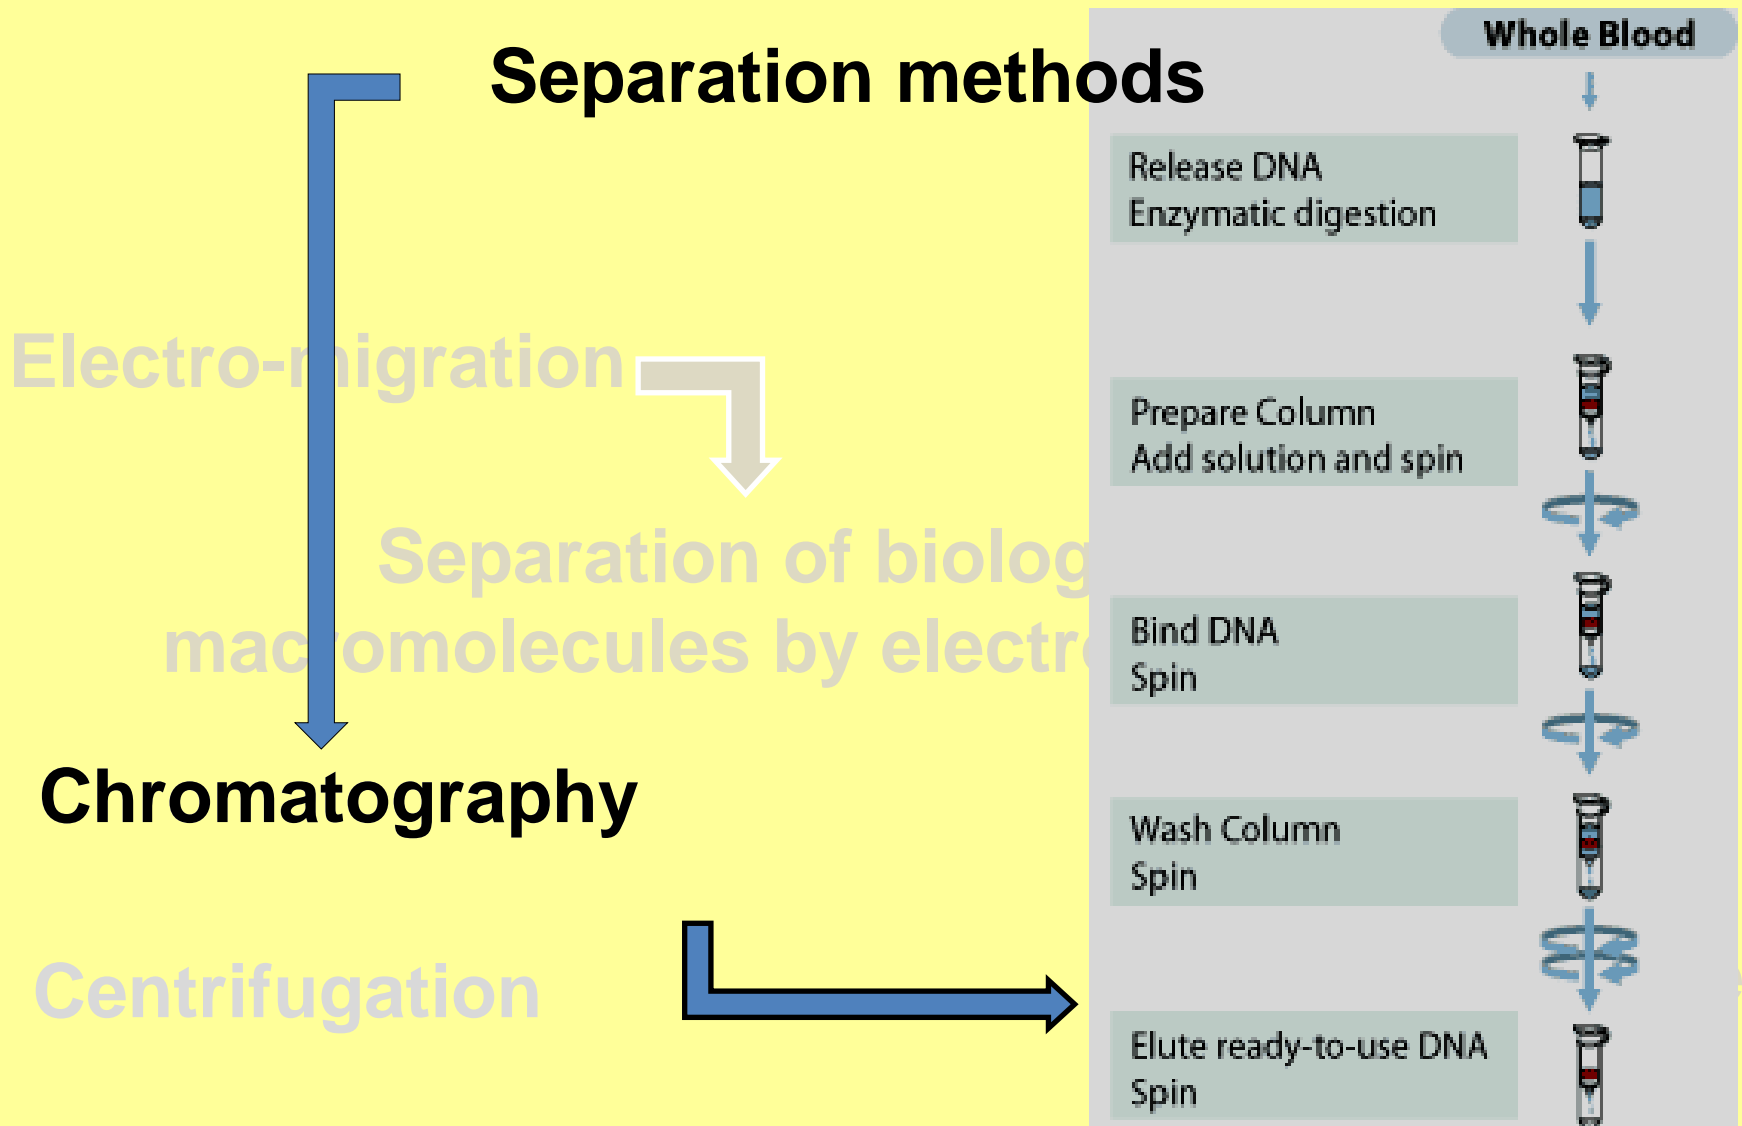 Separation methods
Electro-migration
Separation of biolog
macromolecules by electr
Chromatography
Centrifugation
Whole Blood
Release DNA
Enzymatic digestion
Prepare Column
Add solution and spin
Bind DNA
Spin
Wash Column
Spin
Elute ready-to-use DNA
Spin